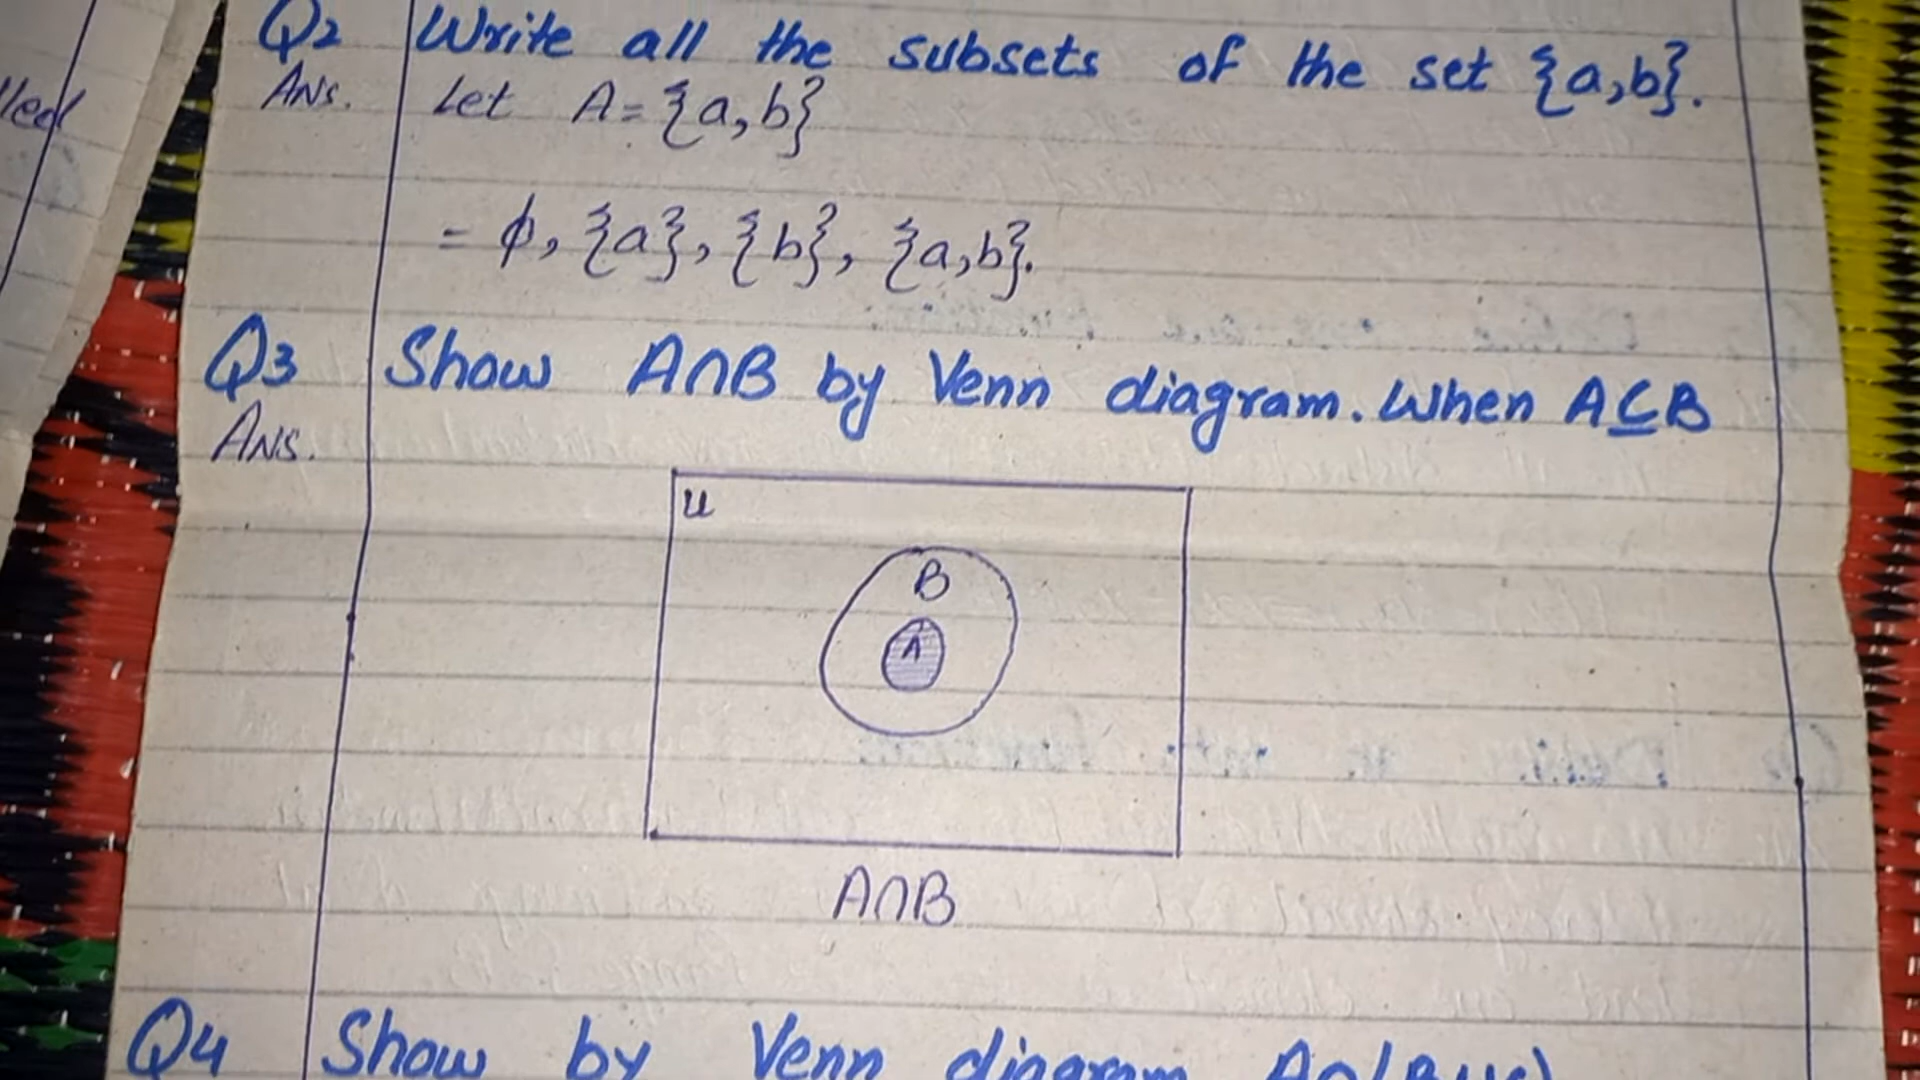 Q2 Write all the subsets of the set {a,b}.
Ans. Let A={a,b}
= ϕ, {a}, {b}, {a,b}.
Q3 Show A∩B by Venn diagram. When A⊆B
Ans.
U
B
A
A∩B
Q4 Show by Venn diagram A∩(B∪C)